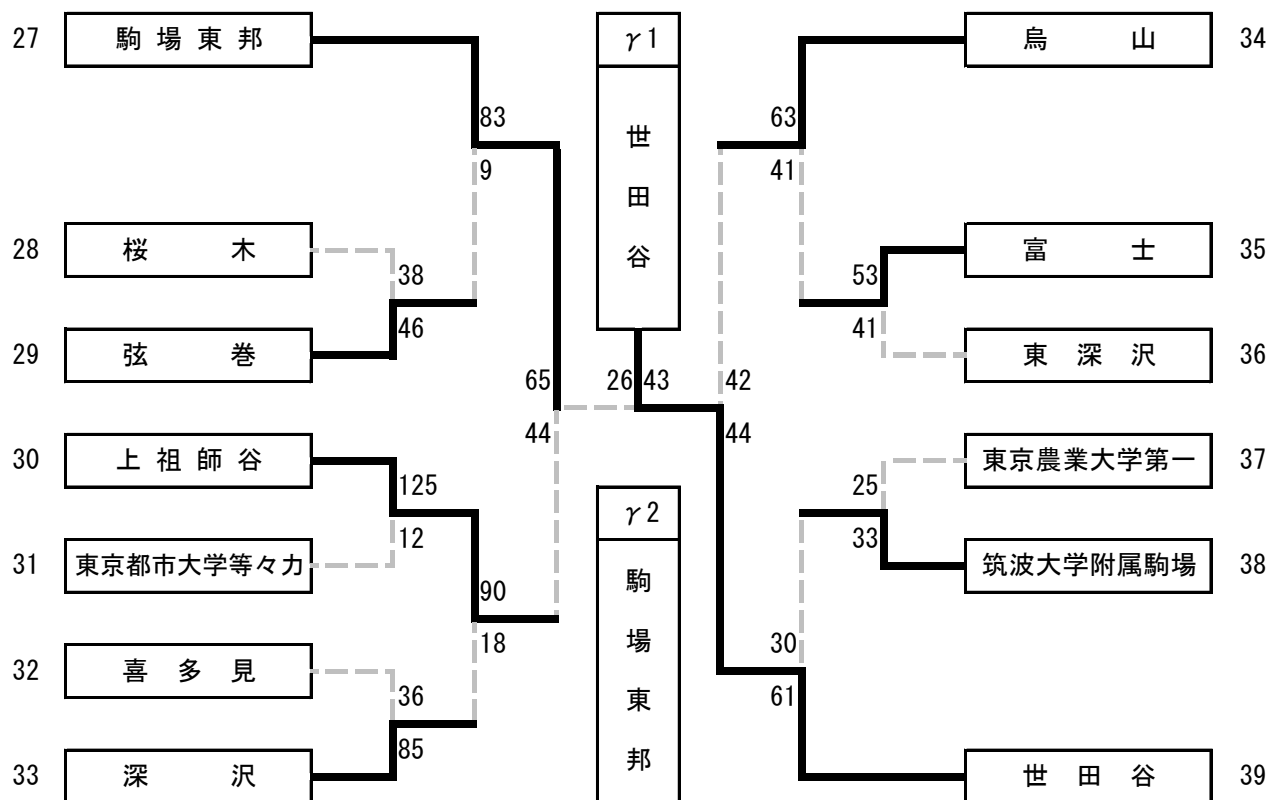 27 駒場東邦
83
9
28 桜木
38
46
29 弦巻
65
44
30 上祖師谷
125
12
31 東京都市大学等々力
90
18
32 喜多見
36
85
33 深沢
γ1
世田谷
26 43
γ2
駒場東邦
烏山 34
63
41
富士 35
53
41
東深沢 36
42
44
東京農業大学第一 37
25
33
筑波大学附属駒場 38
30
61
世田谷 39